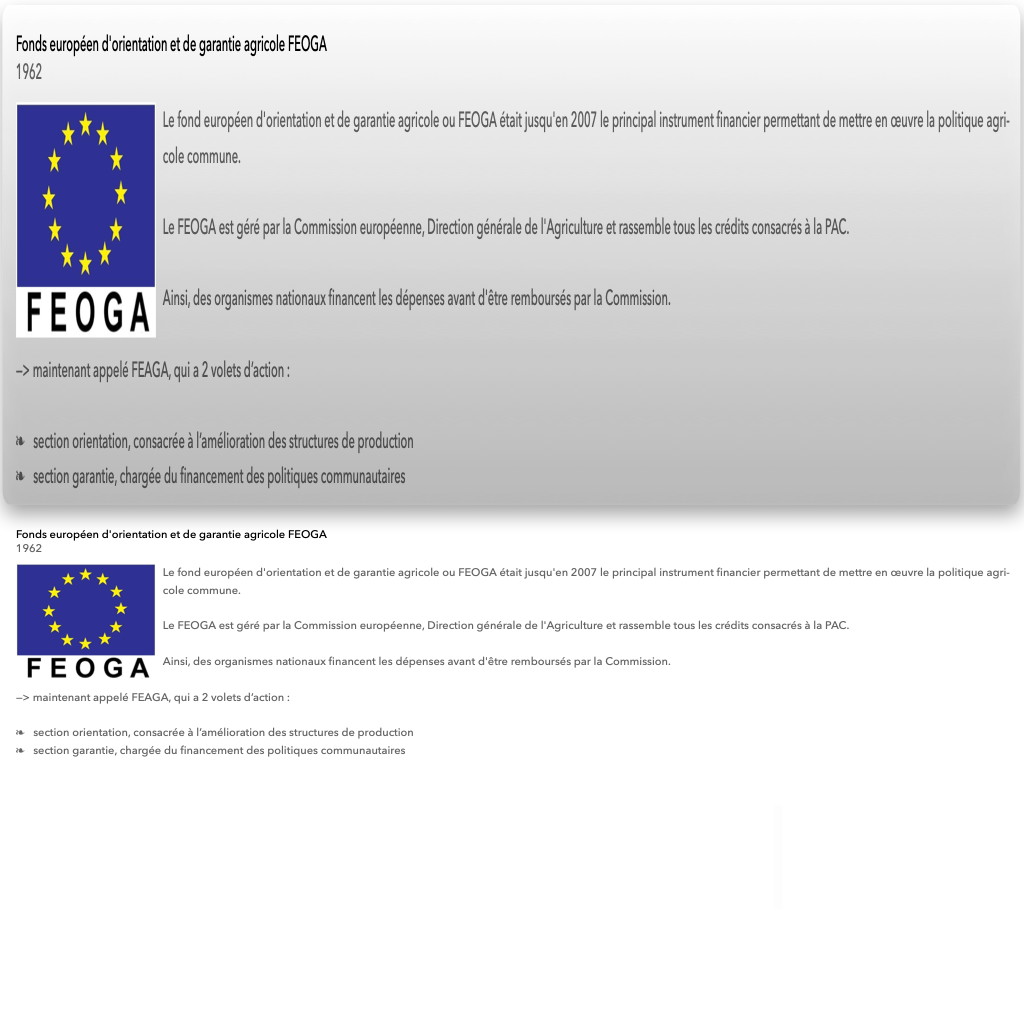 Fonds européen d'orientation et de garantie agricole FEOGA
1962
Le fond européen d'orientation et de garantie agricole ou FEOGA était jusqu'en 2007 le principal instrument financier permettant de mettre en œuvre la politique agri-
cole commune.
Le FEOGA est géré par la Commission européenne, Direction générale de l'Agriculture et rassemble tous les crédits consacrés à la PAC.
Ainsi, des organismes nationaux financent les dépenses avant d'être remboursés par la Commission.
FEOGA
—> maintenant appelé FEAGA, qui a 2 volets d’action :
❧ section orientation, consacrée à l’amélioration des structures de production
❧ section garantie, chargée du financement des politiques communautaires
Fonds européen d'orientation et de garantie agricole FEOGA
1962
Le fond européen d'orientation et de garantie agricole ou FEOGA était jusqu'en 2007 le principal instrument financier permettant de mettre en œuvre la politique agri-
cole commune.
Le FEOGA est géré par la Commission européenne, Direction générale de l'Agriculture et rassemble tous les crédits consacrés à la PAC.
Ainsi, des organismes nationaux financent les dépenses avant d'être remboursés par la Commission.
FEOGA
—> maintenant appelé FEAGA, qui a 2 volets d’action :
❧ section orientation, consacrée à l’amélioration des structures de production
❧ section garantie, chargée du financement des politiques communautaires